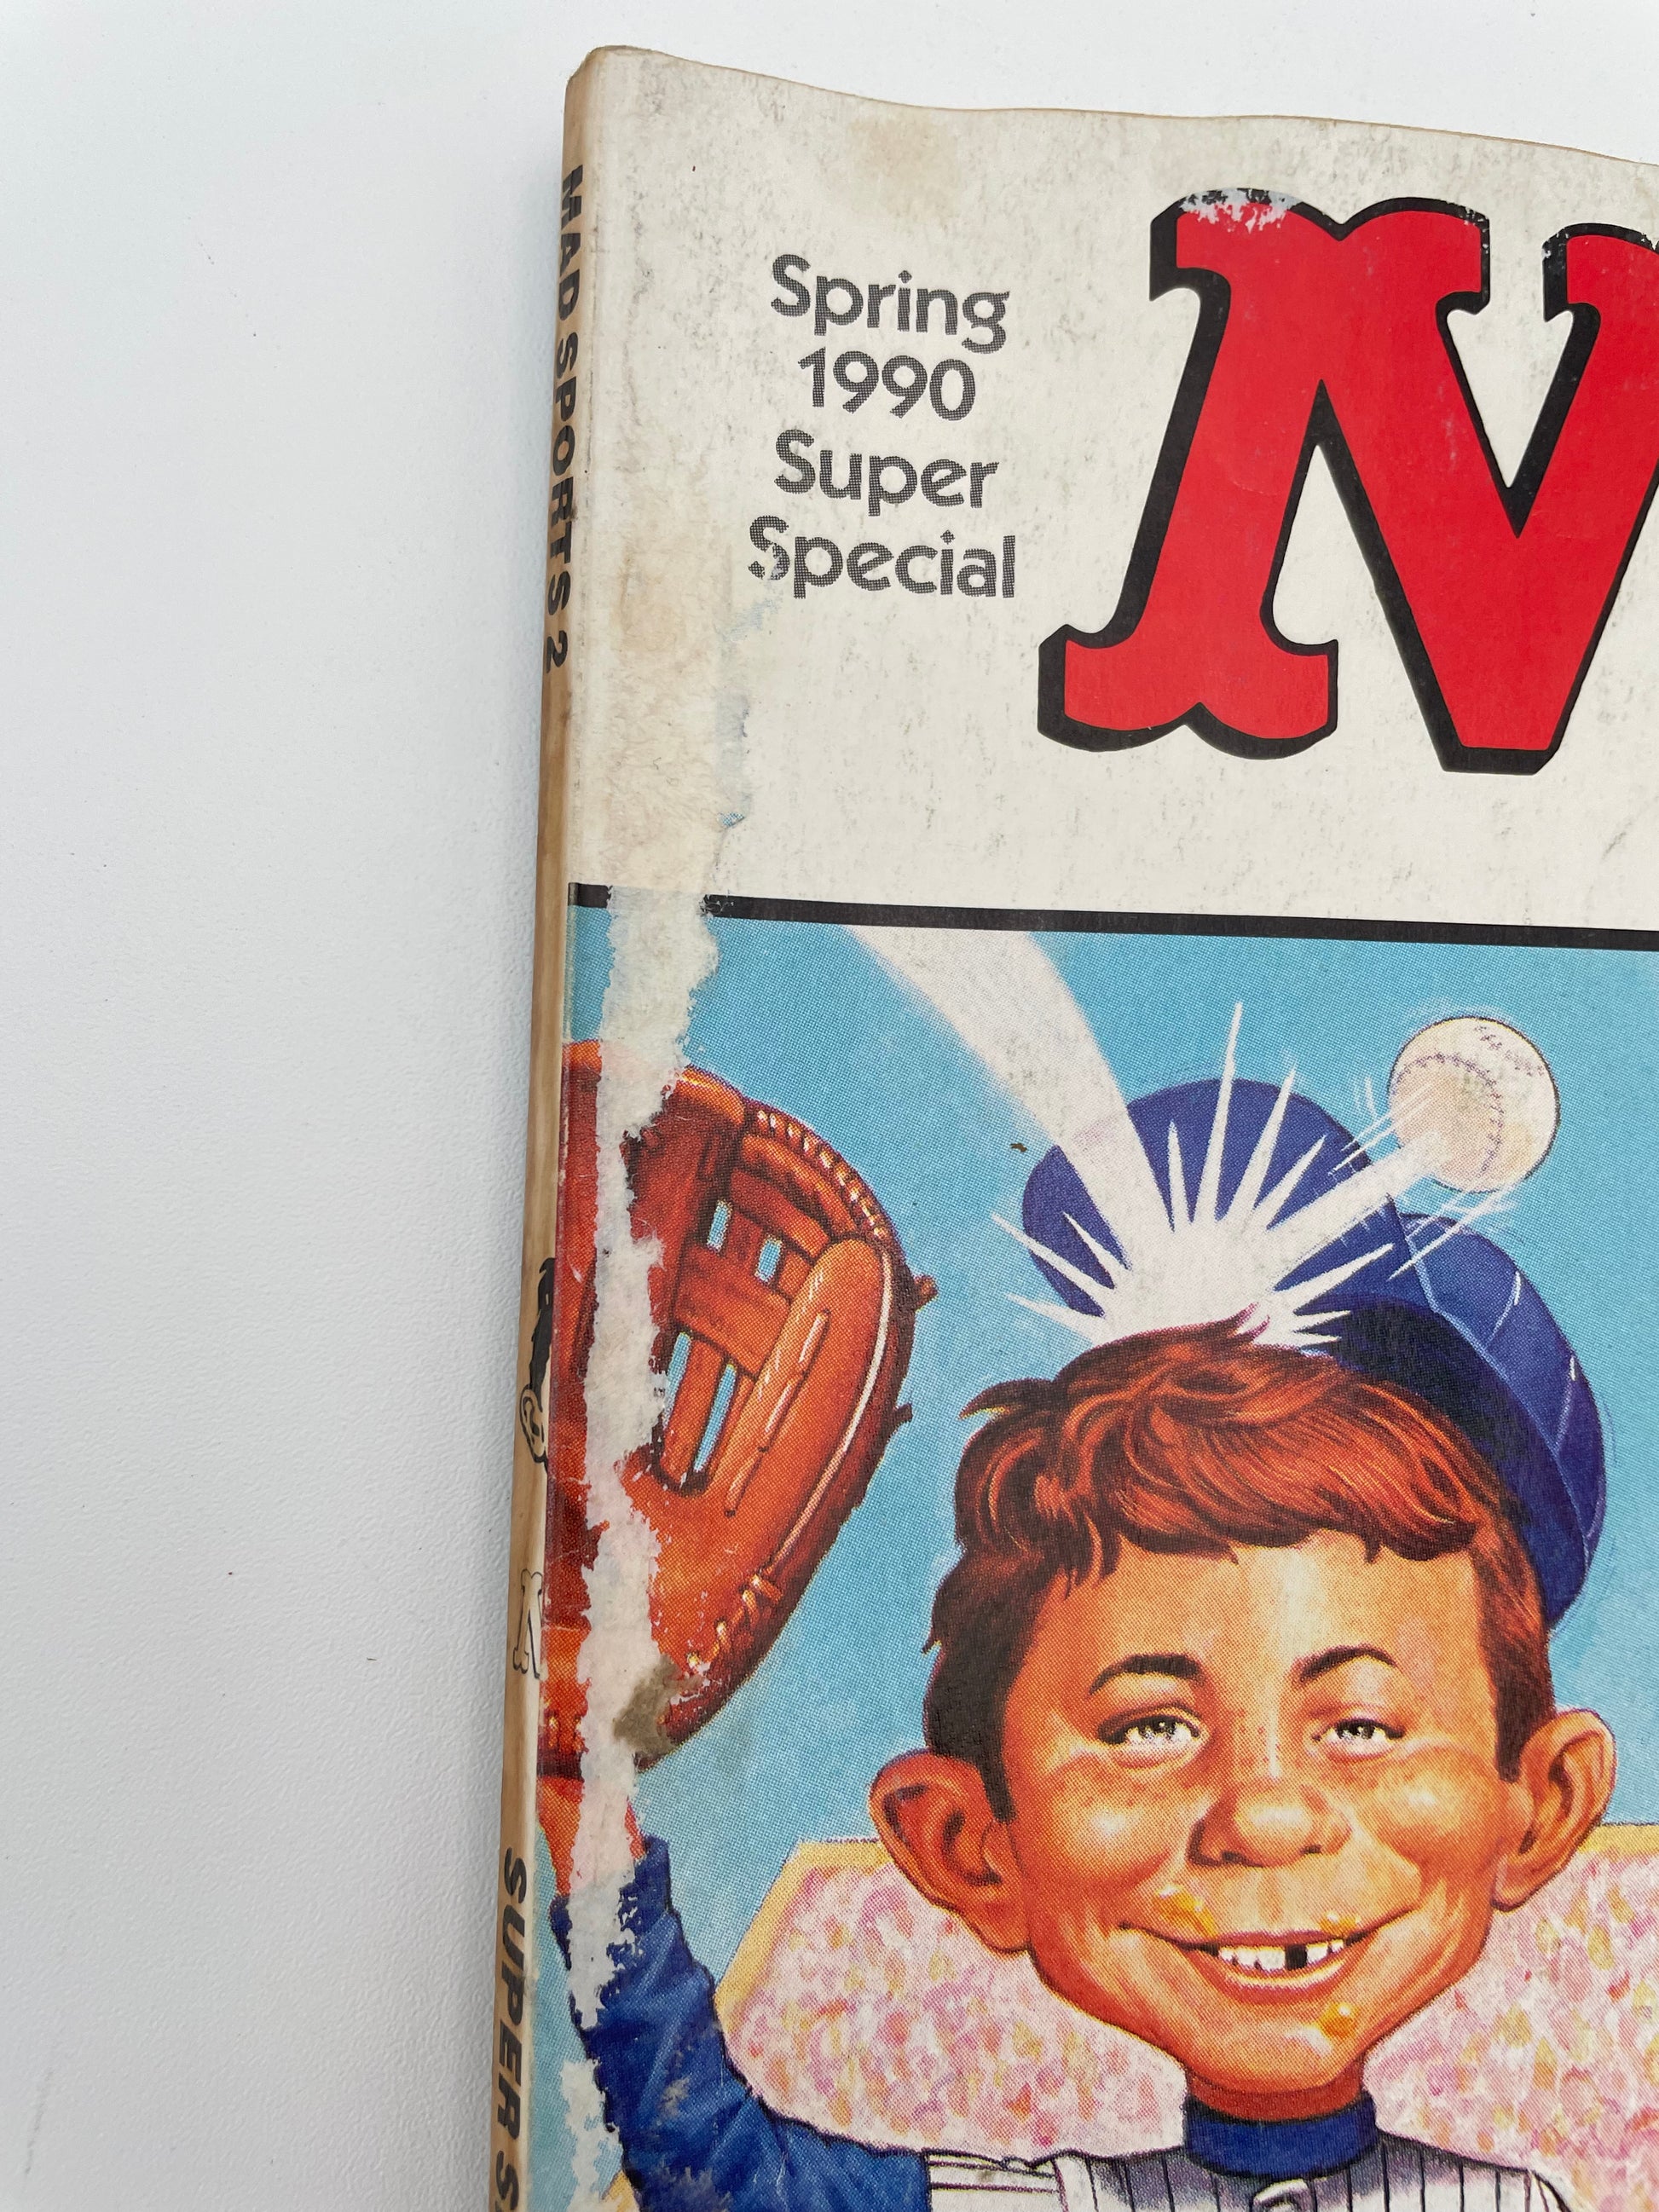 MAD SPORTS 2
SUPER S
Spring
1990
Super
Special
M